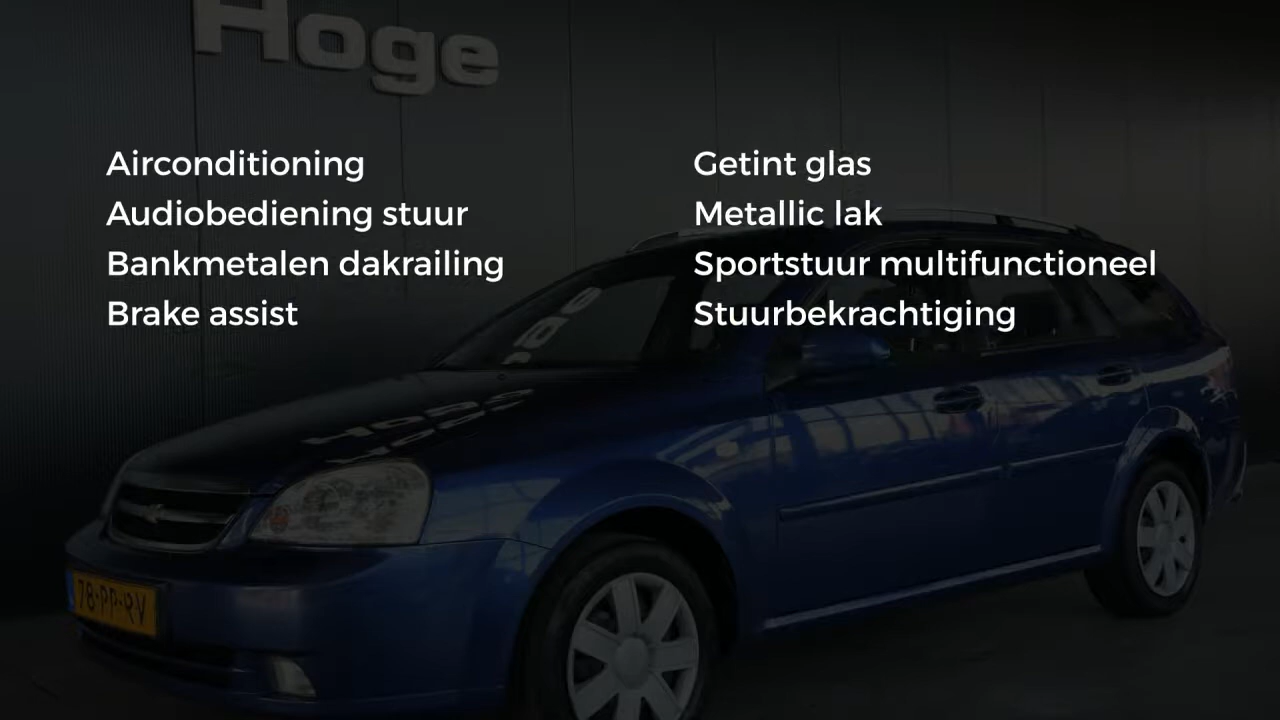 Hoge
Airconditioning
Audiobediening stuur
Bankmetalen dakrailing
Brake assist
Getint glas
Metallic lak
Sportstuur multifunctioneel
Stuurbekrachtiging
78-PP-RV